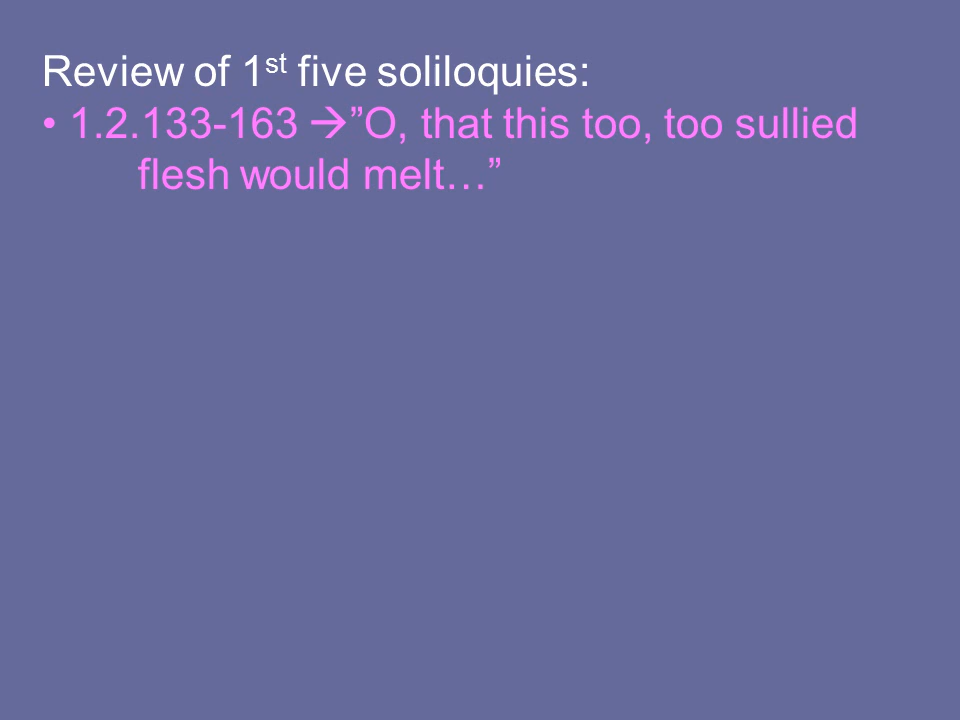 Review of 1st five soliloquies:
• 1.2.133-163 →”O, that this too, too sullied
flesh would melt…”